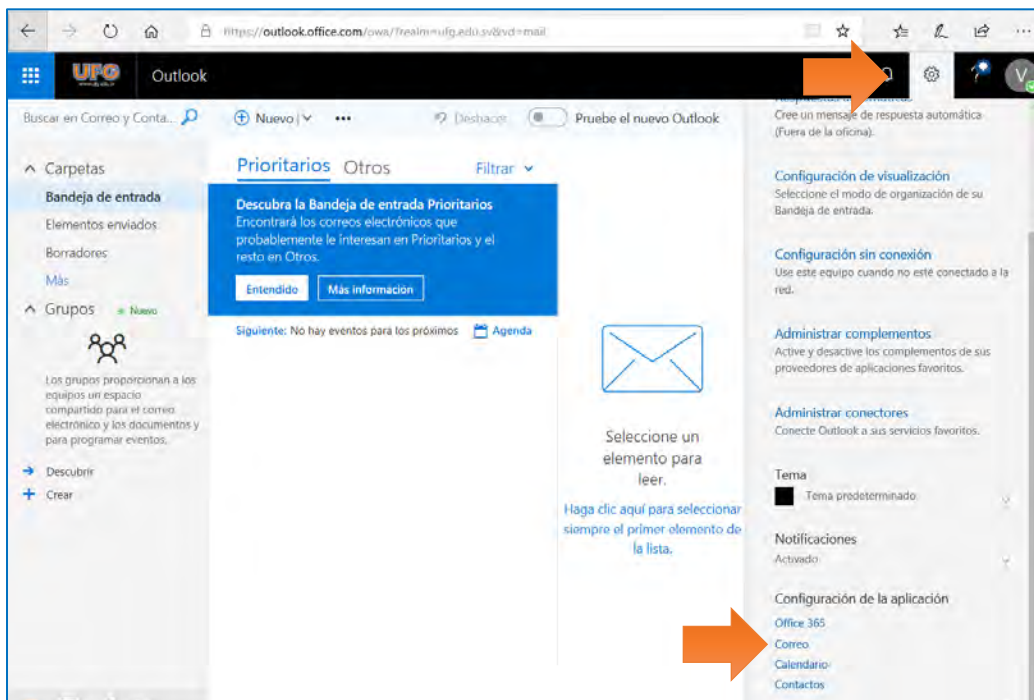 https://outlook.office.com/owa/?realm=ufg.edu.sv&vd=mail
UFG
Outlook
V
Buscar en Correo y Conta...
Nuevo
Deshacer
Pruebe el nuevo Outlook
Carpetas
Bandeja de entrada
Elementos enviados
Borradores
Más
Grupos
Nuevo
Los grupos proporcionan a los
equipos un espacio
compartido para el correo
electrónico y los documentos y
para programar eventos.
Descubrir
Crear
Prioritarios Otros
Filtrar
Descubra la Bandeja de entrada Prioritarios
Encontrará los correos electrónicos que
probablemente le interesan en Prioritarios y el
resto en Otros.
Entendido
Más información
Siguiente: No hay eventos para los próximos
Agenda
Seleccione un
elemento para
leer.
Haga clic aquí para seleccionar
siempre el primer elemento de
la lista.
Cree un mensaje de respuesta automática
(Fuera de la oficina).
Configuración de visualización
Seleccione el modo de organización de su
Bandeja de entrada.
Configuración sin conexión
Use este equipo cuando no esté conectado a la
red.
Administrar complementos
Active y desactive los complementos de sus
proveedores de aplicaciones favoritos.
Administrar conectores
Conecte Outlook a sus servicios favoritos.
Tema
Tema predeterminado
Notificaciones
Activado
Configuración de la aplicación
Office 365
Correo
Calendario
Contactos